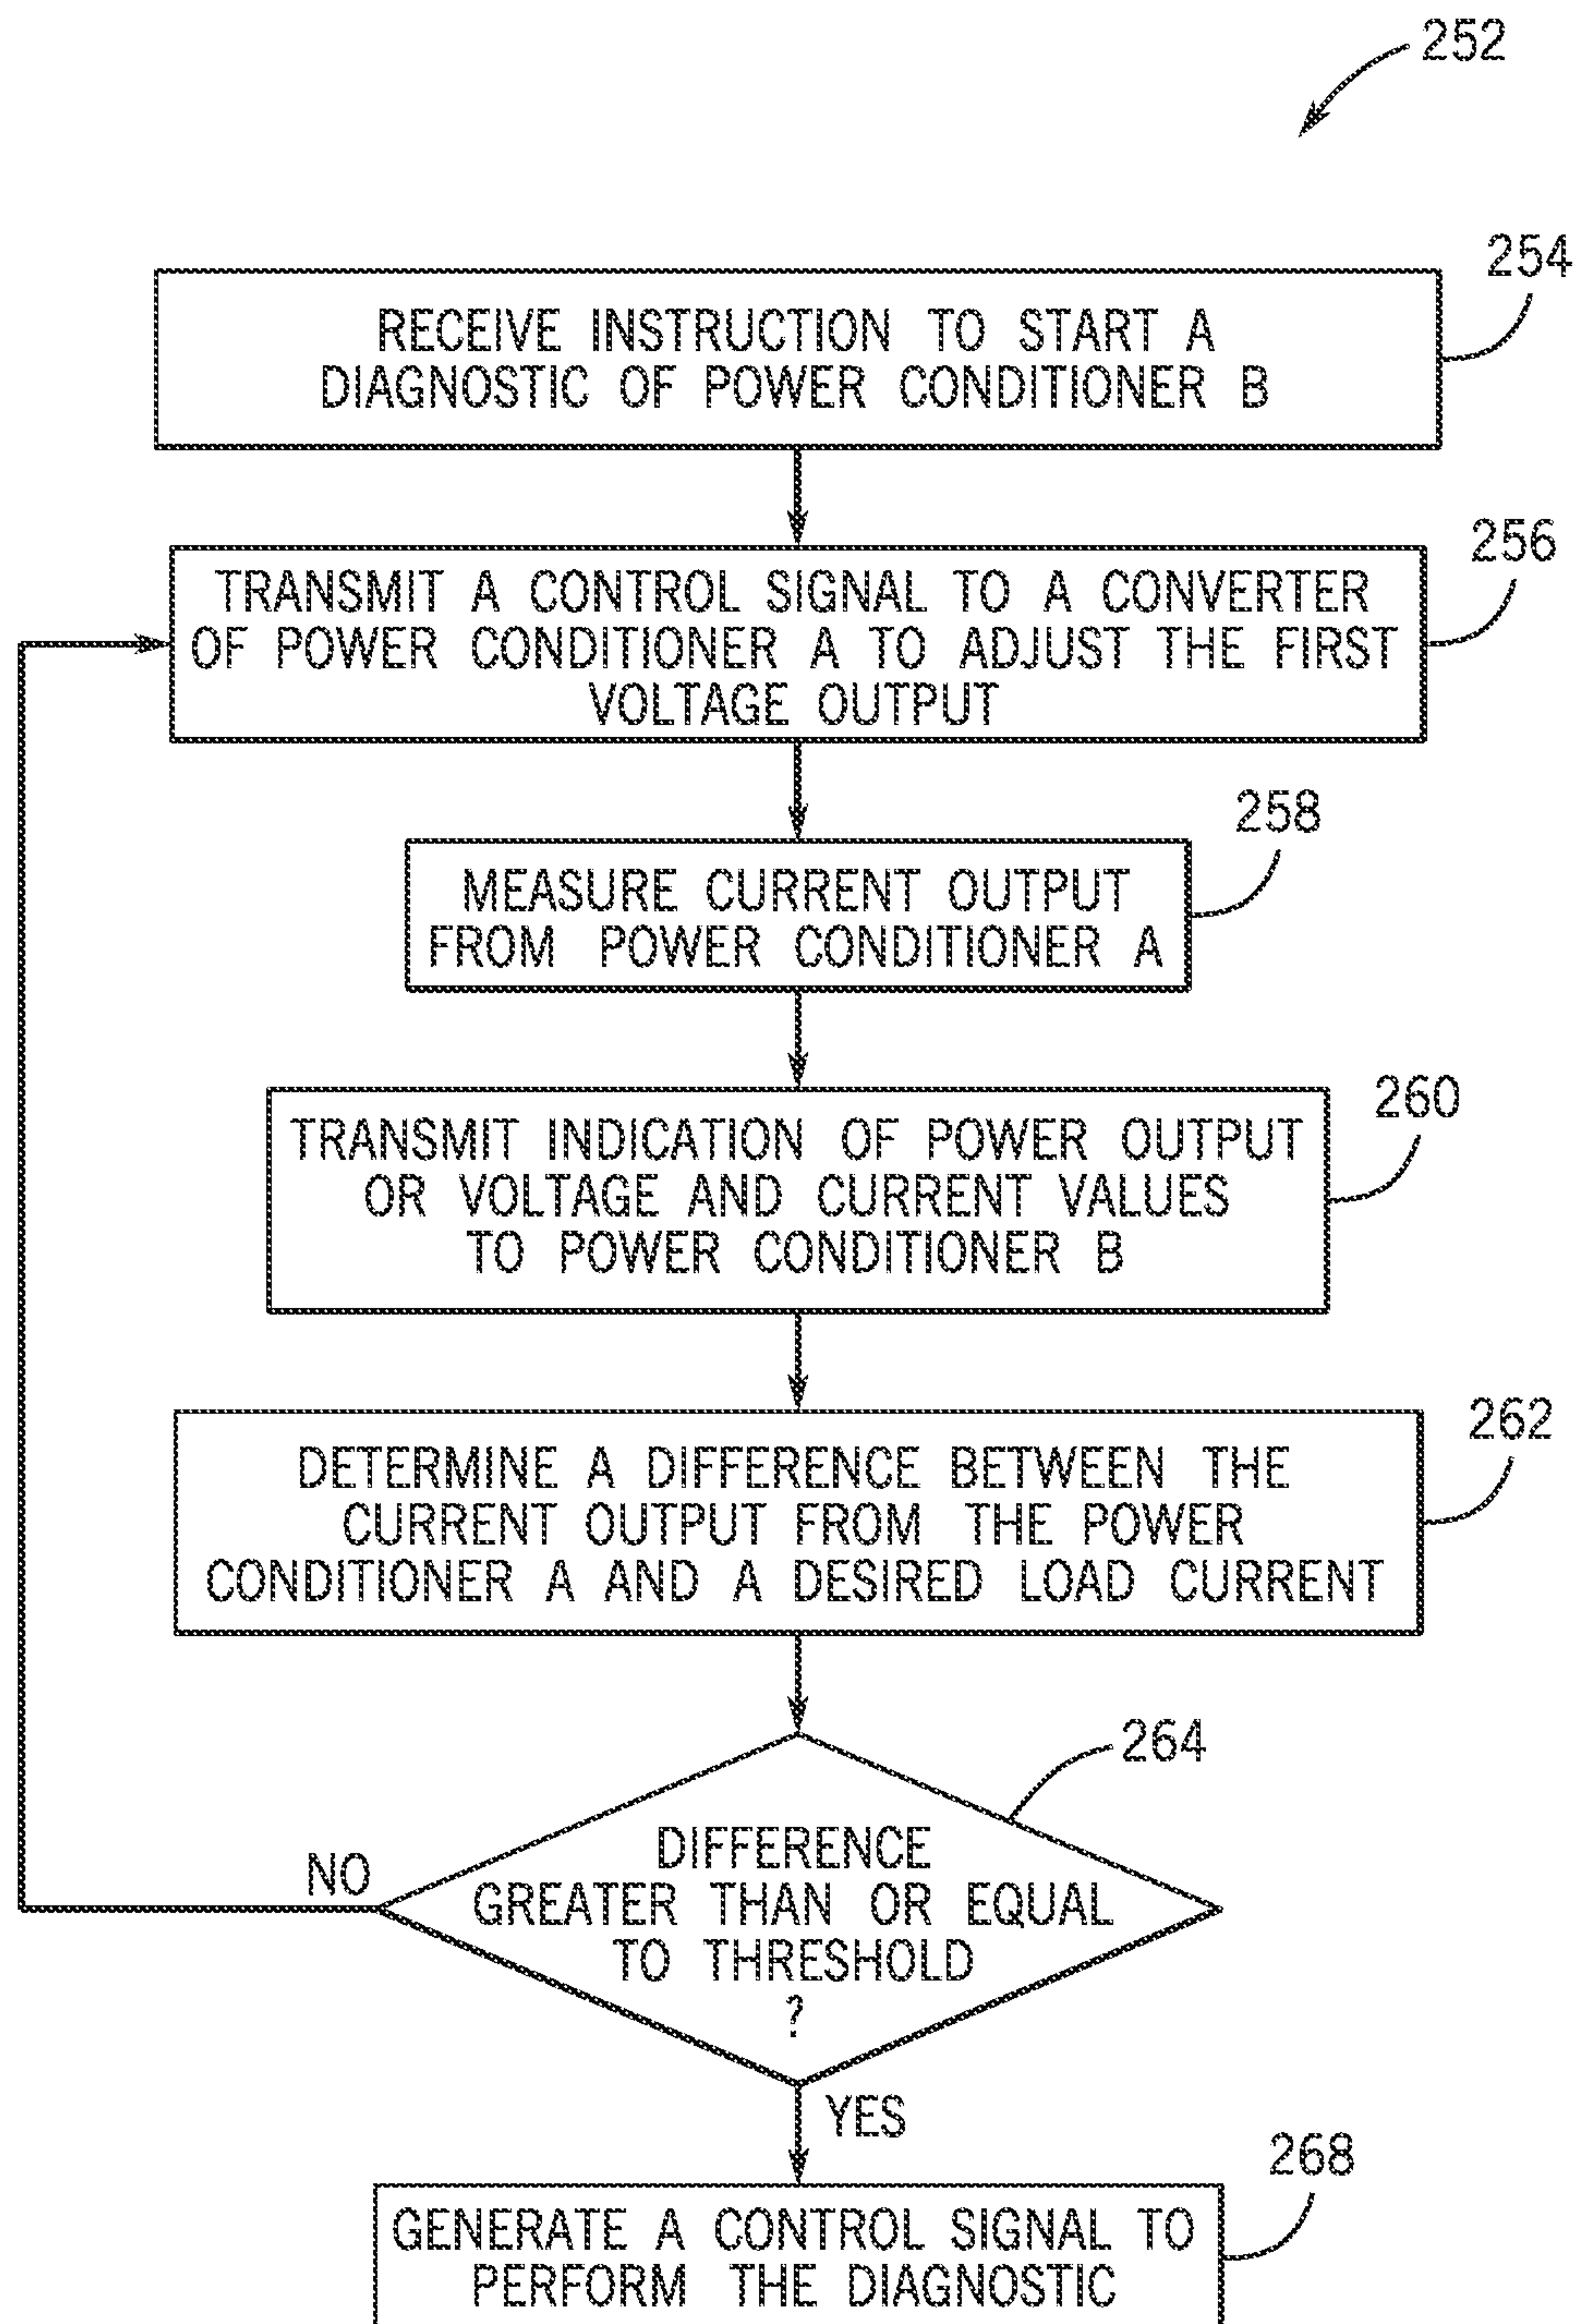 252
254
RECEIVE INSTRUCTION TO START A
DIAGNOSTIC OF POWER CONDITIONER B
256
TRANSMIT A CONTROL SIGNAL TO A CONVERTER
OF POWER CONDITIONER A TO ADJUST THE FIRST
VOLTAGE OUTPUT
258
MEASURE CURRENT OUTPUT
FROM POWER CONDITIONER A
260
TRANSMIT INDICATION OF POWER OUTPUT
OR VOLTAGE AND CURRENT VALUES
TO POWER CONDITIONER B
262
DETERMINE A DIFFERENCE BETWEEN THE
CURRENT OUTPUT FROM THE POWER
CONDITIONER A AND A DESIRED LOAD CURRENT
264
DIFFERENCE
GREATER THAN OR EQUAL
TO THRESHOLD
?
NO
YES
268
GENERATE A CONTROL SIGNAL TO
PERFORM THE DIAGNOSTIC